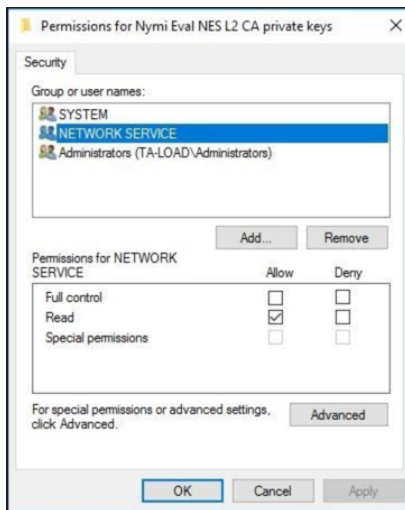 Permissions for Nymi Eval NES L2 CA private keys
Security
Group or user names:
SYSTEM
NETWORK SERVICE
Administrators (TA-LOAD\Administrators)
Add...
Remove
Permissions for NETWORK
SERVICE
Allow
Deny
Full control
Read
Special permissions
For special permissions or advanced settings,
click Advanced.
Advanced
OK
Cancel
Apply